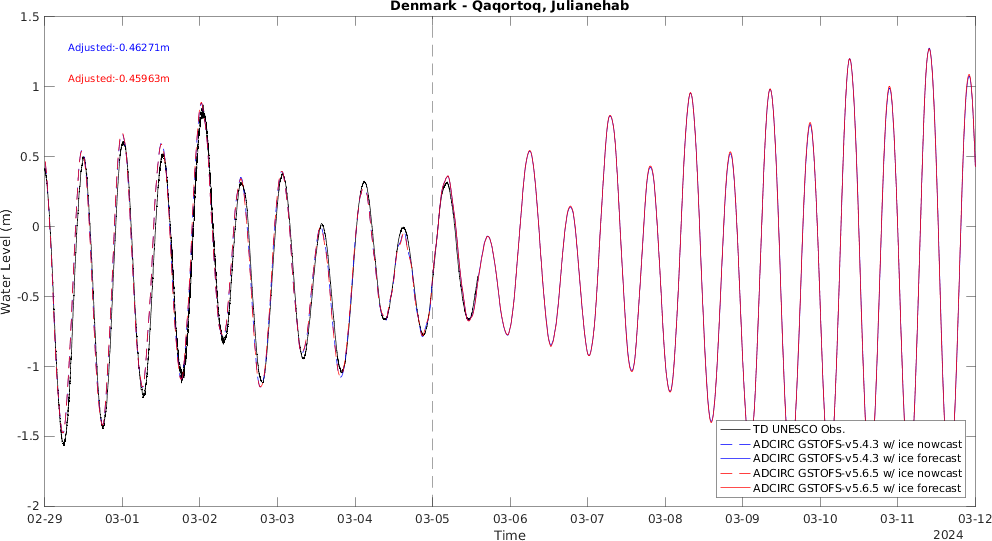 Denmark - Qaqortoq, Julianehab
Adjusted:-0.46271m
Adjusted:-0.45963m
Water Level (m)
1.5
1
0.5
0
-0.5
-1
-1.5
-2
TD UNESCO Obs.
ADCIRC GSTOFS-v5.4.3 w/ ice nowcast
ADCIRC GSTOFS-v5.4.3 w/ ice forecast
ADCIRC GSTOFS-v5.6.5 w/ ice nowcast
ADCIRC GSTOFS-v5.6.5 w/ ice forecast
02-29 03-01 03-02 03-03 03-04 03-05 03-06 03-07 03-08 03-09 03-10 03-11 03-12
Time
2024